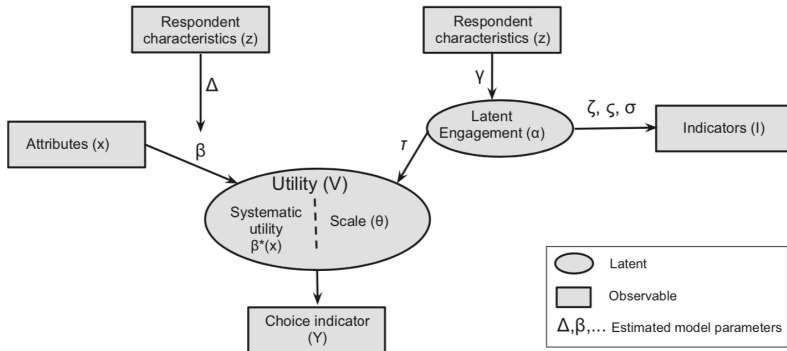 Respondent
characteristics (z)
Respondent
characteristics (z)
Δ
γ
Attributes (x)
β
Latent
Engagement (α)
ζ, ς, σ
Indicators (I)
τ
Utility (V)
Systematic
utility
β*(x)
Scale (θ)
Choice indicator
(Y)
Latent
Observable
Δ,β,... Estimated model parameters